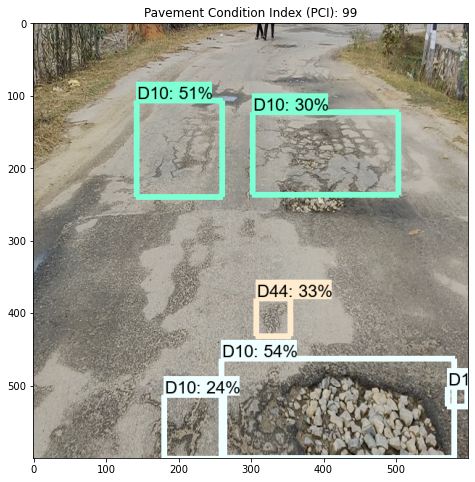 Pavement Condition Index (PCI): 99
0
100
200
300
400
500
D10: 51%
D10: 30%
D44: 33%
D10: 54%
D10: 24%
D1
0 100 200 300 400 500